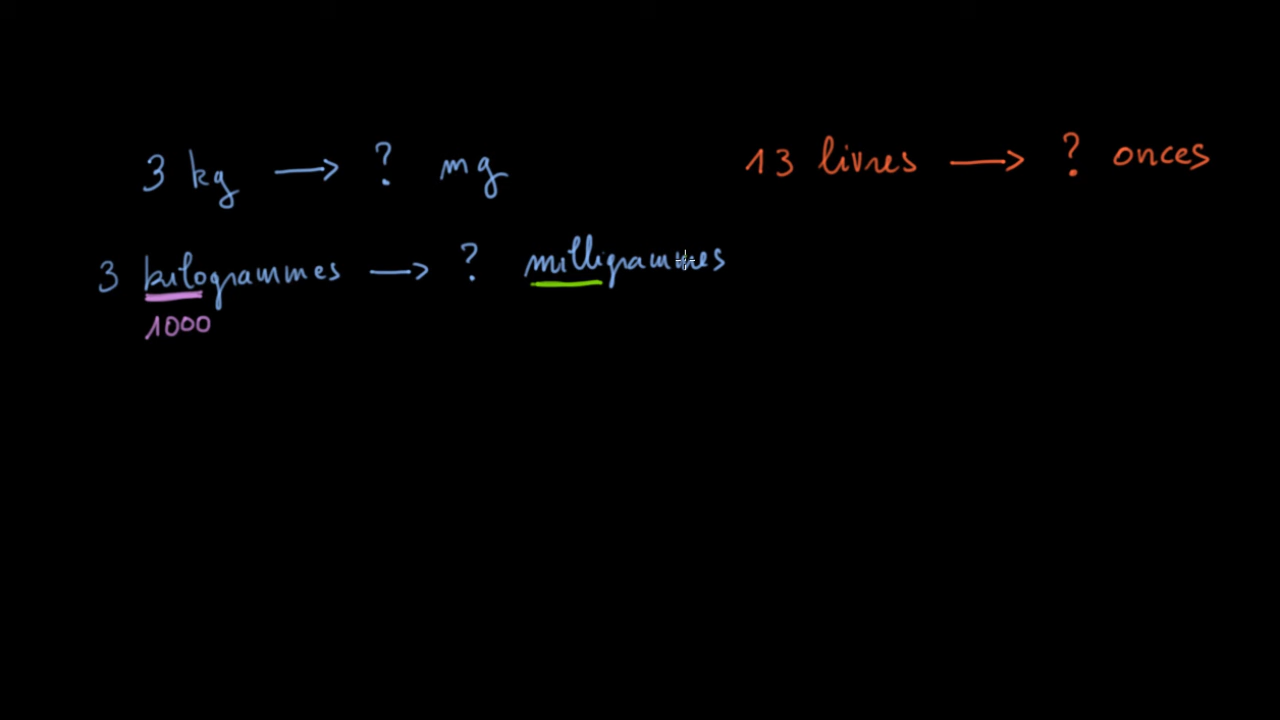 3 kg → ? mg
13 livres → ? onces
3 kilogrammes → ? milligrammes
1000